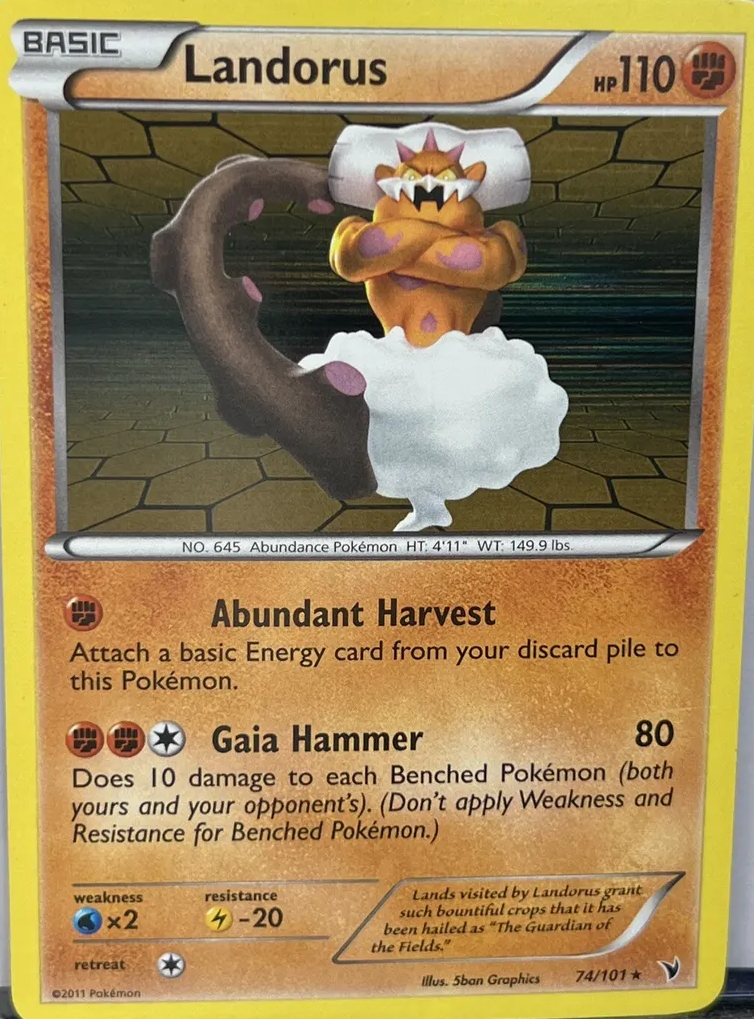 BASIC
Landorus
HP110
NO. 645 Abundance Pokémon HT: 4'11" WT: 149.9 lbs.
Abundant Harvest
Attach a basic Energy card from your discard pile to
this Pokémon.
Gaia Hammer 80
Does 10 damage to each Benched Pokémon (both
yours and your opponent's). (Don't apply Weakness and
Resistance for Benched Pokémon.)
weakness
×2
resistance
-20
retreat
Lands visited by Landorus grant
such bountiful crops that it has
been hailed as "The Guardian of
the Fields."
Illus. 5ban Graphics
74/101 ★
©2011 Pokémon